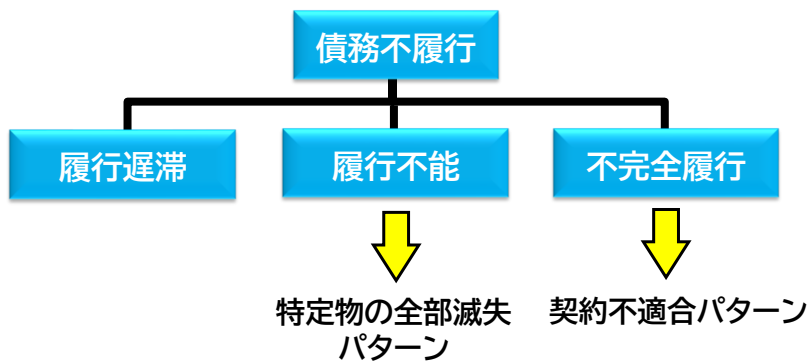 債務不履行
履行遅滞
履行不能
不完全履行
特定物の全部滅失
パターン
契約不適合パターン